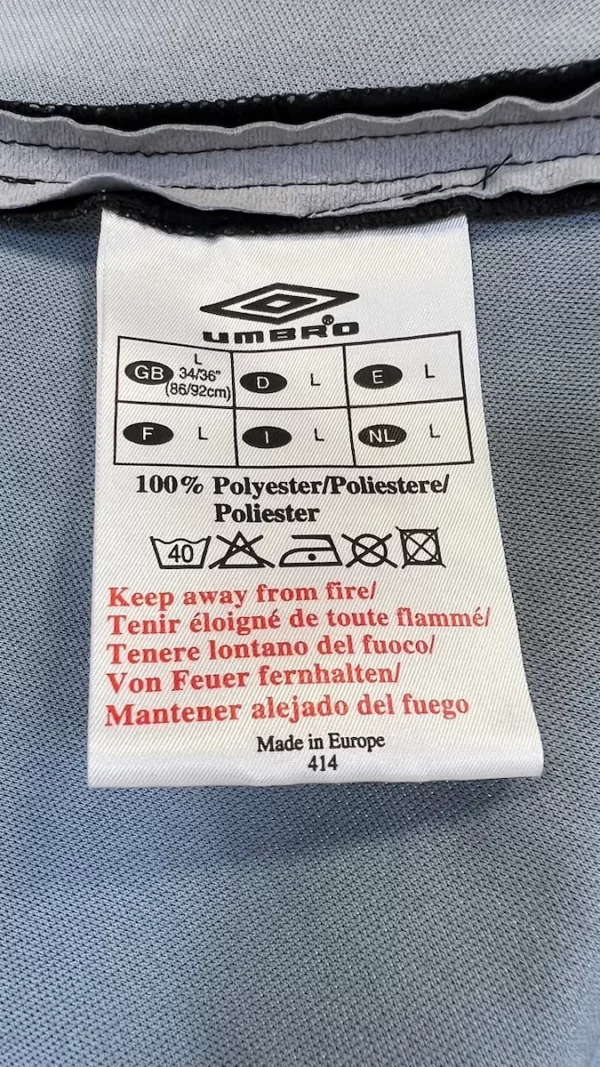 UMBRO®
GB L 34/36" (86/92cm) D L E L
F L I L NL L
100% Polyester/Poliestere/
Poliester
40
Keep away from fire/
Tenir éloigné de toute flammé/
Tenere lontano del fuoco/
Von Feuer fernhalten/
Mantener alejado del fuego
Made in Europe
414